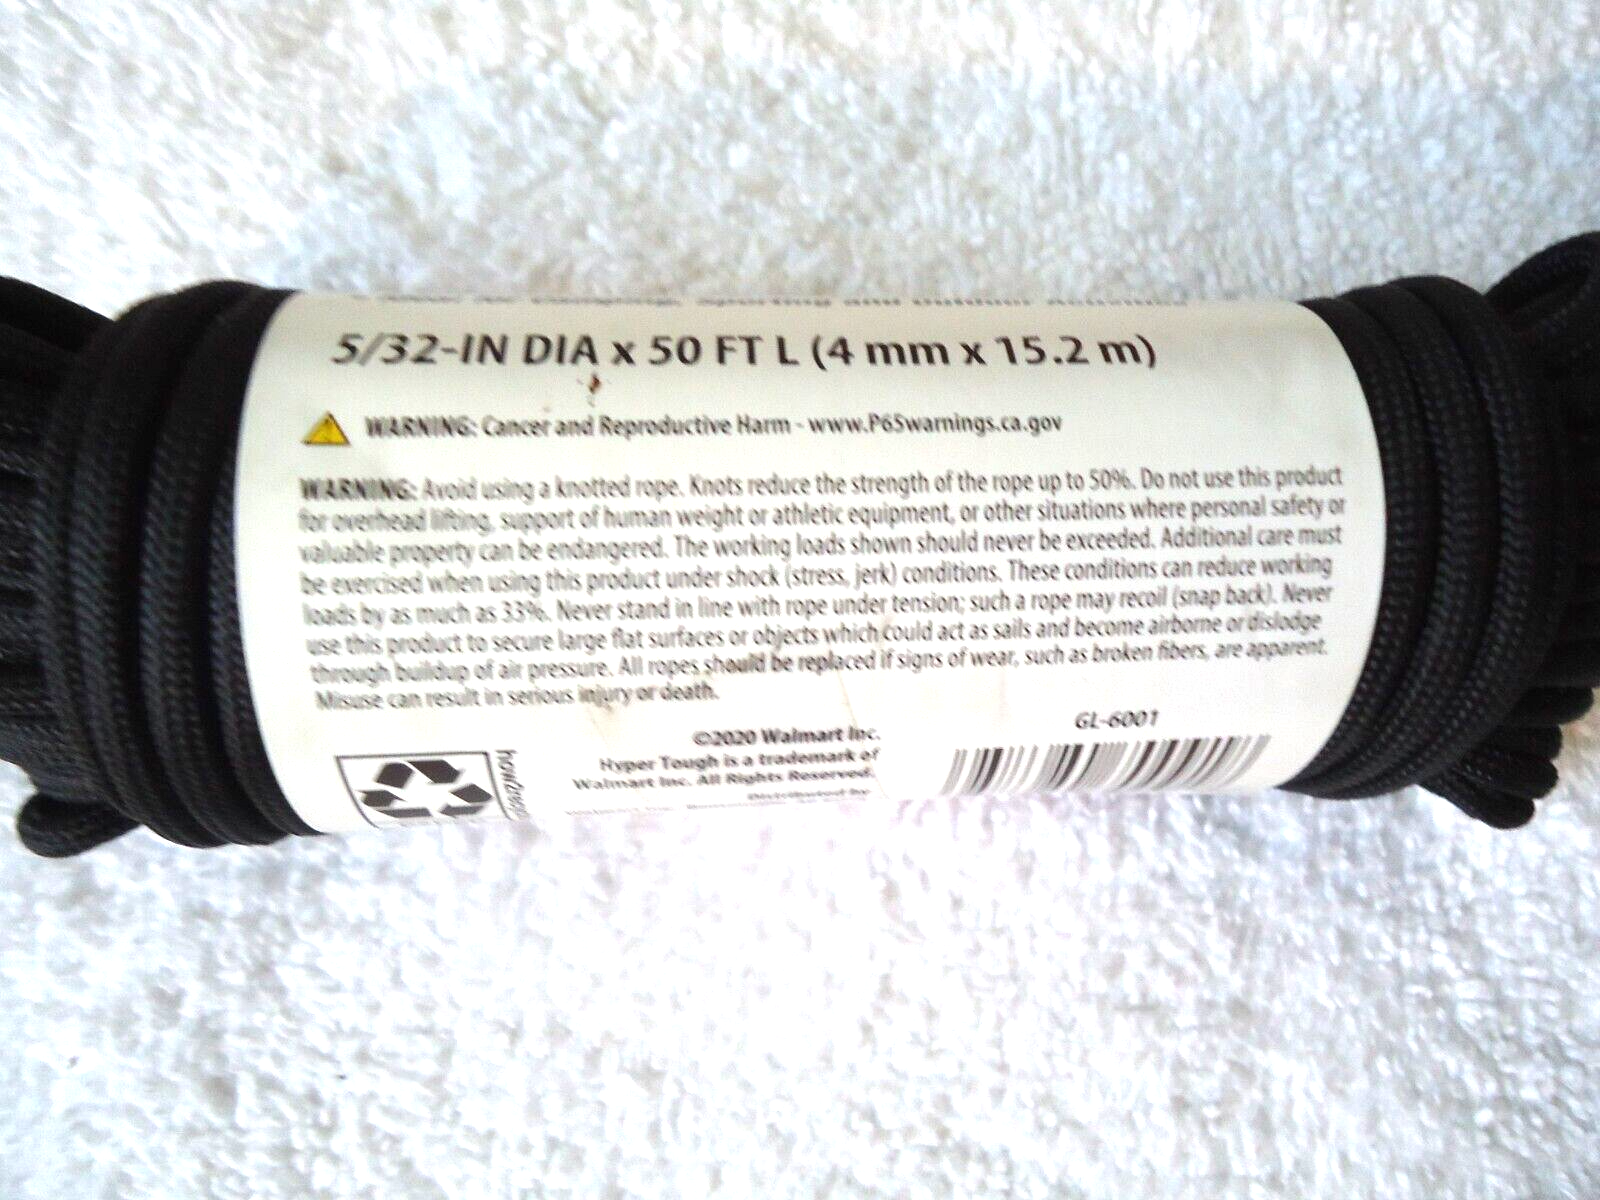 5/32-IN DIA x 50 FT L (4 mm x 15.2 m)
WARNING: Cancer and Reproductive Harm - www.P65warnings.ca.gov
WARNING: Avoid using a knotted rope. Knots reduce the strength of the rope up to 50%. Do not use this product
for overhead lifting, support of human weight or athletic equipment, or other situations where personal safety or
valuable property can be endangered. The working loads shown should never be exceeded. Additional care must
be exercised when using this product under shock (stress, jerk) conditions. These conditions can reduce working
loads by as much as 33%. Never stand in line with rope under tension; such a rope may recoil (snap back). Never
use this product to secure large flat surfaces or objects which could act as sails and become airborne or dislodge
through buildup of air pressure. All ropes should be replaced if signs of wear, such as broken fibers, are apparent.
Misuse can result in serious injury or death.
©2020 Walmart Inc.
Hyper Tough is a trademark of
Walmart Inc. All Rights Reserved.
Distributed by
GL-6001